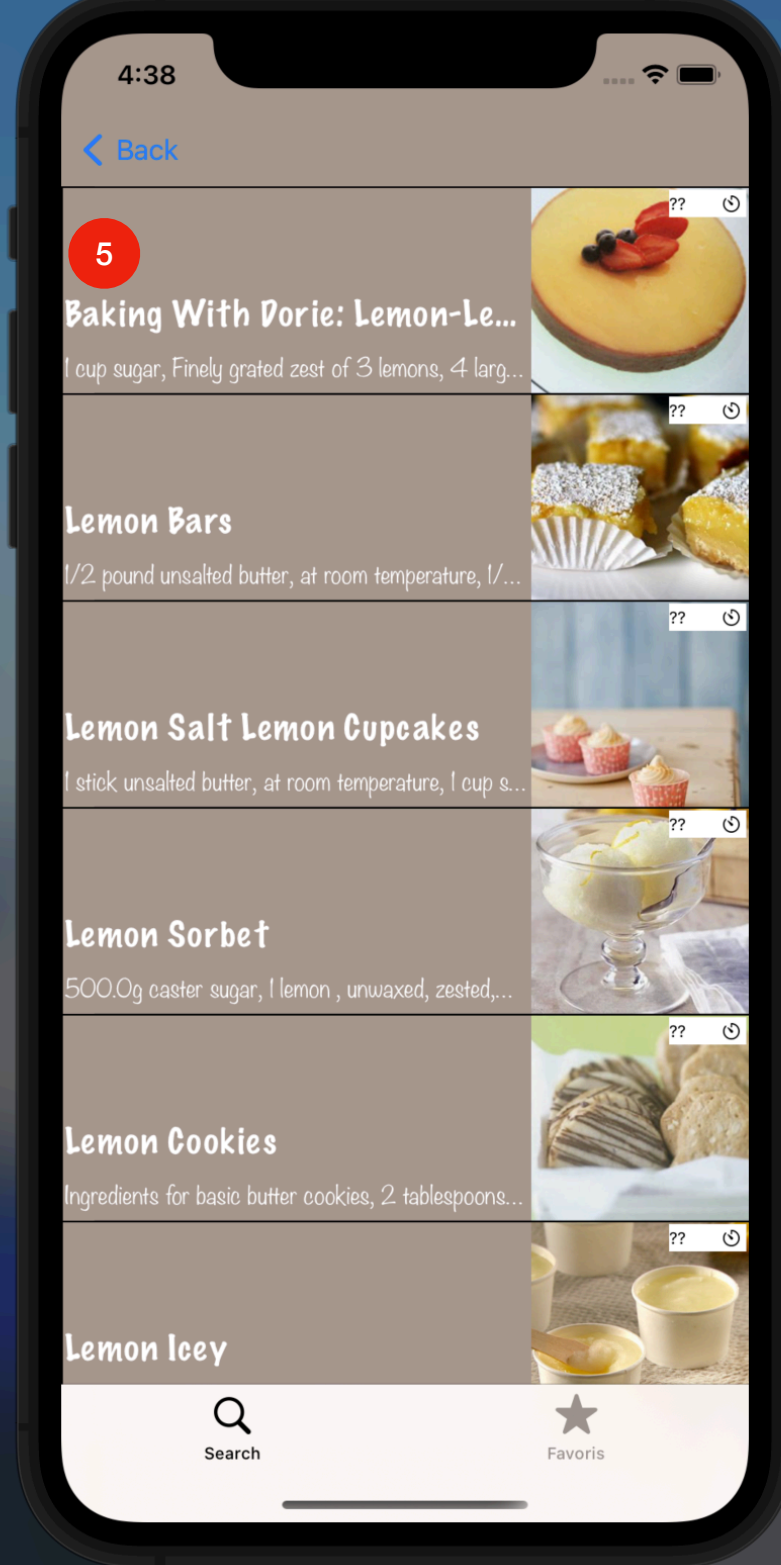 4:38
Back
??
5
Baking With Dorie: Lemon-Le...
1 cup sugar, Finely grated zest of 3 lemons, 4 larg...
??
Lemon Bars
1/2 pound unsalted butter, at room temperature, 1/...
??
Lemon Salt Lemon Cupcakes
1 stick unsalted butter, at room temperature, 1 cup s...
??
Lemon Sorbet
500.0g caster sugar, 1 lemon , unwaxed, zested,...
??
Lemon Cookies
Ingredients for basic butter cookies, 2 tablespoons...
??
Lemon Icey
Search
Favoris